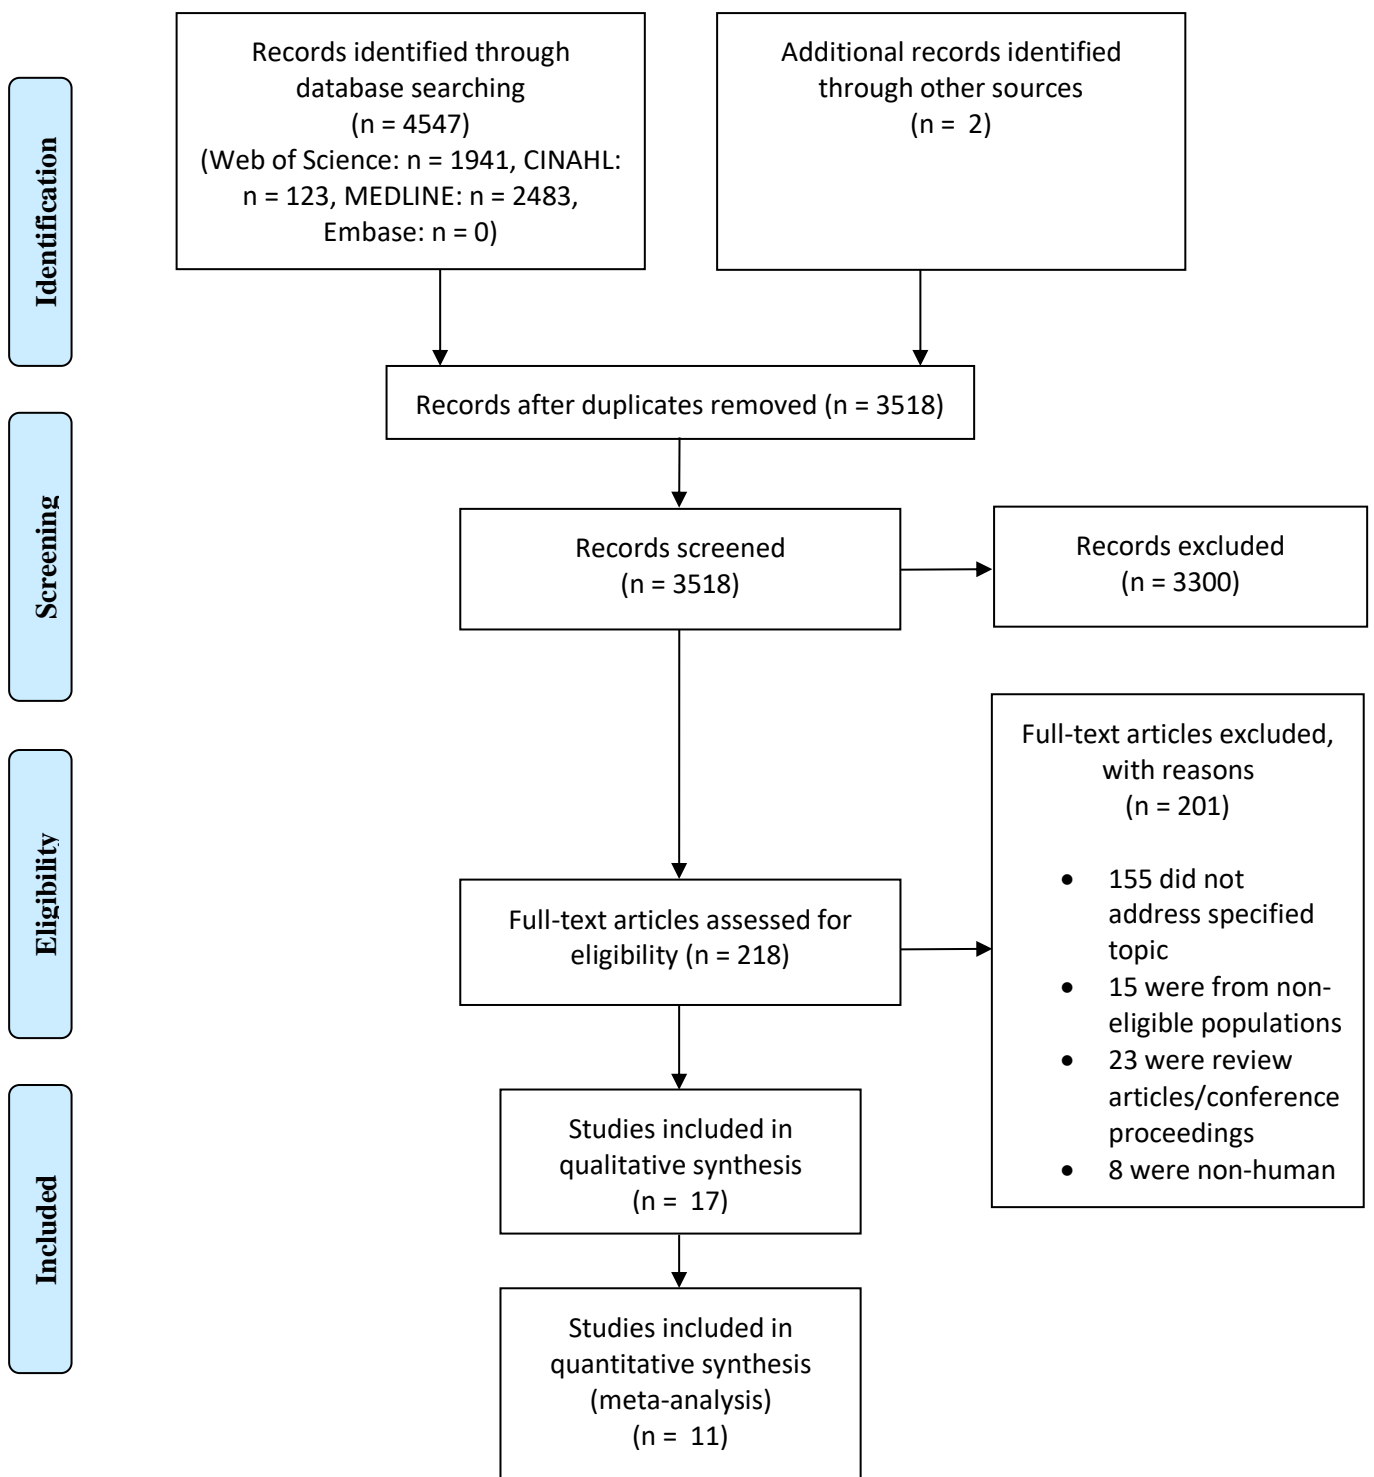 Identification
Records identified through
database searching
(n = 4547)
(Web of Science: n = 1941, CINAHL:
n = 123, MEDLINE: n = 2483,
Embase: n = 0)
Additional records identified
through other sources
(n = 2)
Records after duplicates removed (n = 3518)
Screening
Records screened
(n = 3518)
Records excluded
(n = 3300)
Eligibility
Full-text articles assessed for
eligibility (n = 218)
Full-text articles excluded,
with reasons
(n = 201)
• 155 did not
address specified
topic
• 15 were from non-
eligible populations
• 23 were review
articles/conference
proceedings
• 8 were non-human
Included
Studies included in
qualitative synthesis
(n = 17)
Studies included in
quantitative synthesis
(meta-analysis)
(n = 11)